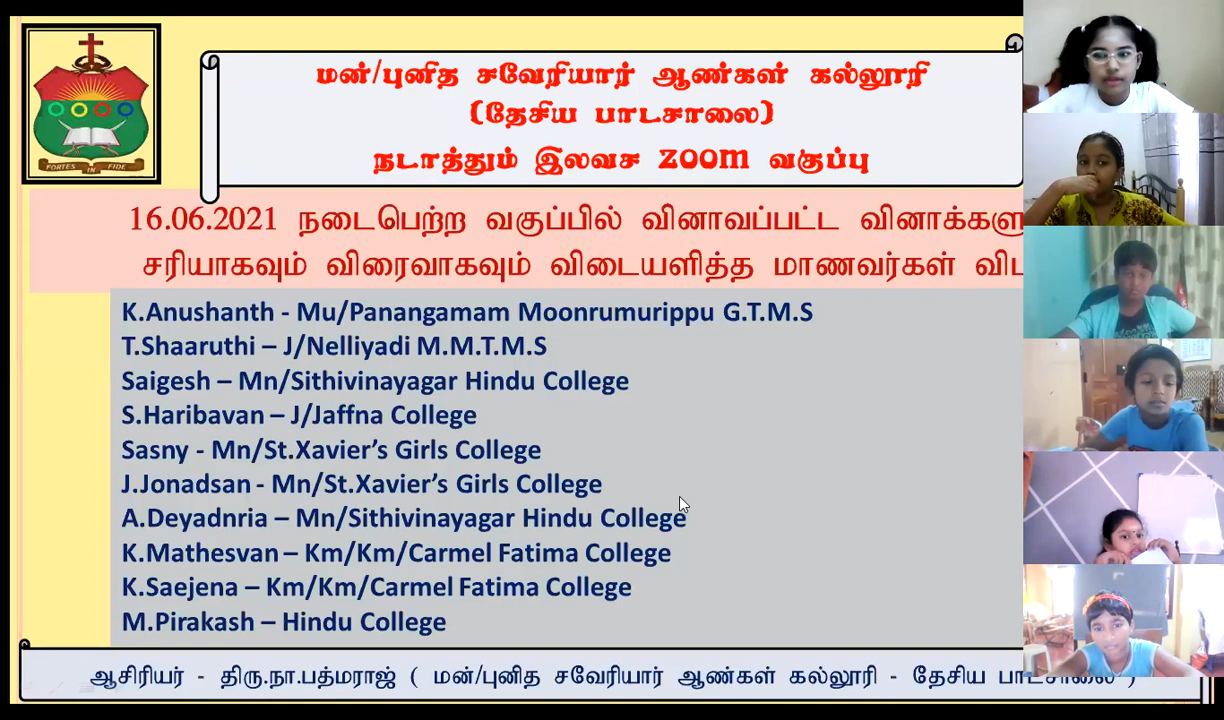 மன்/புனித சவேரியார் ஆண்கள் கல்லூரி
(தேசிய பாடசாலை)
நடாத்தும் இலவச ZOOM வகுப்பு
FORTES IN FIDE
16.06.2021 நடைபெற்ற வகுப்பில் வினாவப்பட்ட
சரியாகவும் விரைவாகவும் விடையளித்த மாணவர்கள்
K.Anushanth - Mu/Panangamam Moonrumurippu G.T.M.S
T.Shaaruthi – J/Nelliyadi M.M.T.M.S
Saigesh – Mn/Sithivinayagar Hindu College
S.Haribavan – J/Jaffna College
Sasny - Mn/St.Xavier's Girls College
J.Jonadsan - Mn/St.Xavier's Girls College
A.Deyadnria – Mn/Sithivinayagar Hindu College
K.Mathesvan – Km/Km/Carmel Fatima College
K.Saejena – Km/Km/Carmel Fatima College
M.Pirakash – Hindu College
ஆசிரியர் - திரு.நா.பத்மராஜ் ( மன்/புனித சவேரியார் ஆண்கள் கல்லூரி - தேசிய பாடசாலை )